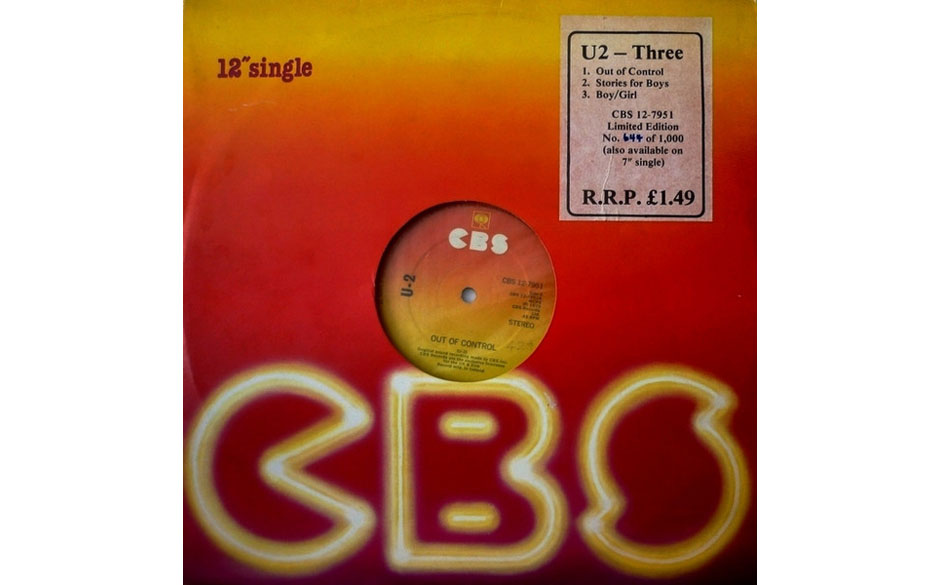 12" single
U2 – Three
1. Out of Control
2. Stories for Boys
3. Boy/Girl
CBS 12-7951
Limited Edition
No. 644 of 1,000
(also available on
7" single)
R.R.P. £1.49
CBS
U-2
CBS 12-7951
STEREO
OUT OF CONTROL
CBS